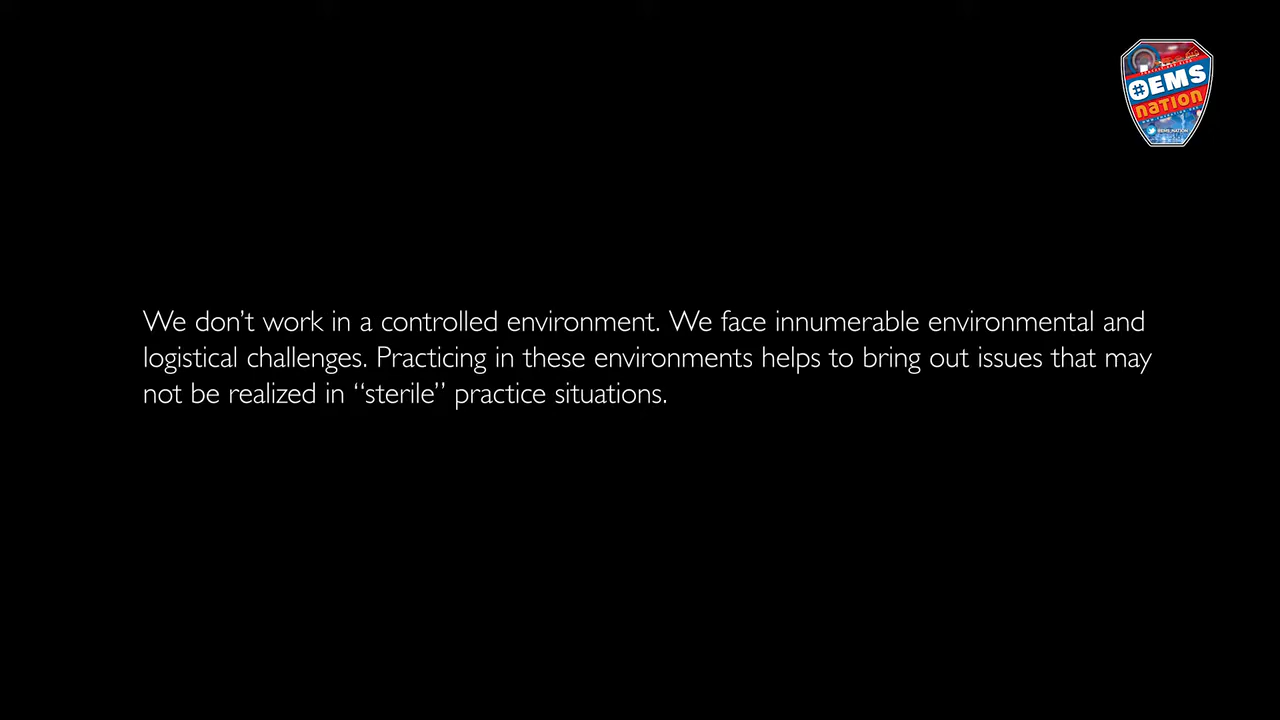 #EMS
nation
@EMS_NATION
We don’t work in a controlled environment. We face innumerable environmental and
logistical challenges. Practicing in these environments helps to bring out issues that may
not be realized in “sterile” practice situations.